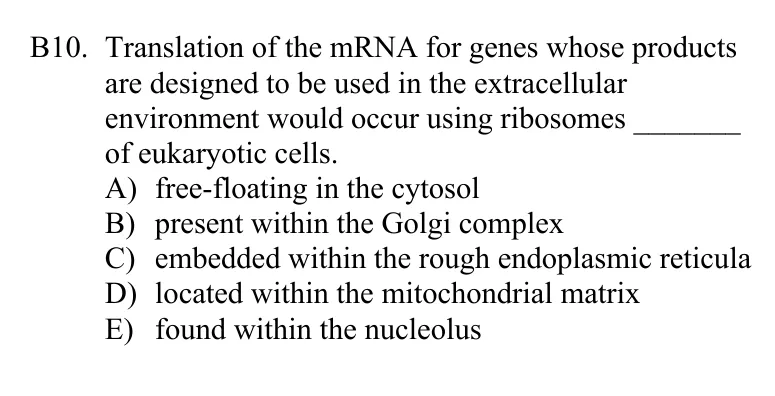 B10. Translation of the mRNA for genes whose products
are designed to be used in the extracellular
environment would occur using ribosomes _______
of eukaryotic cells.
A) free-floating in the cytosol
B) present within the Golgi complex
C) embedded within the rough endoplasmic reticula
D) located within the mitochondrial matrix
E) found within the nucleolus